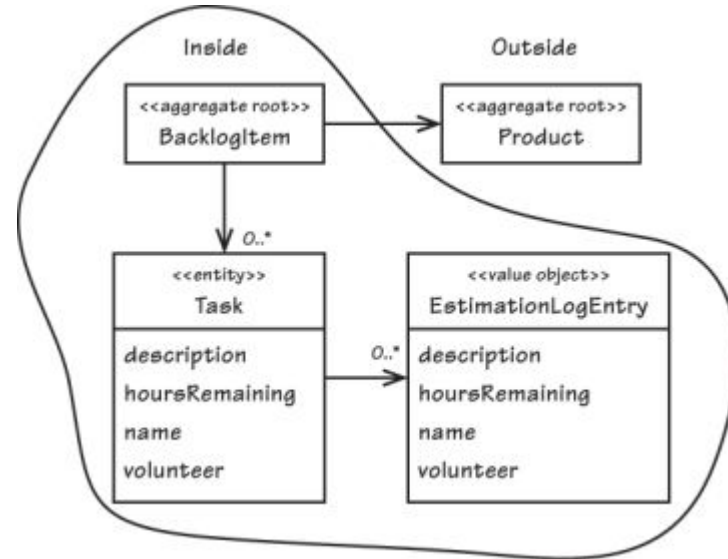 Inside
Outside
<<aggregate root>>
BacklogItem
<<aggregate root>>
Product
0..*
<<entity>>
Task
description
hoursRemaining
name
volunteer
0..*
<<value object>>
EstimationLogEntry
description
hoursRemaining
name
volunteer